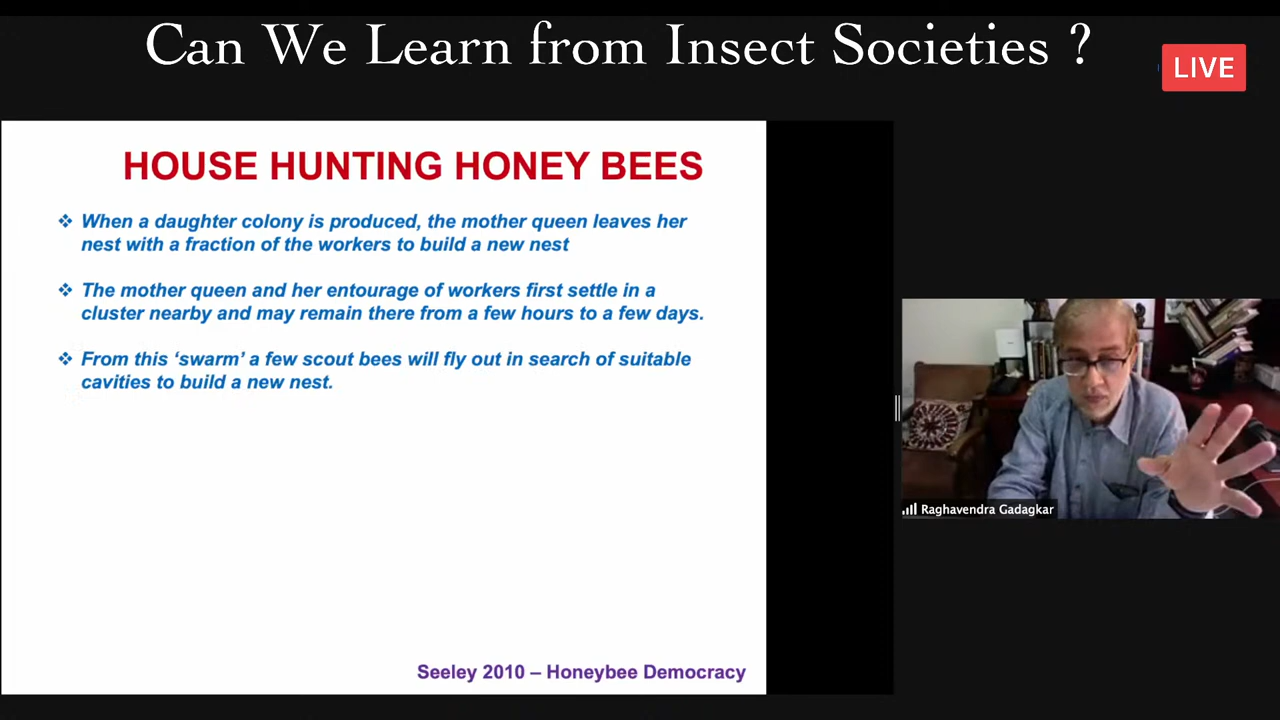 Can We Learn from Insect Societies ?
LIVE
HOUSE HUNTING HONEY BEES
❖ When a daughter colony is produced, the mother queen leaves her
nest with a fraction of the workers to build a new nest
❖ The mother queen and her entourage of workers first settle in a
cluster nearby and may remain there from a few hours to a few days.
❖ From this ‘swarm’ a few scout bees will fly out in search of suitable
cavities to build a new nest.
Seeley 2010 – Honeybee Democracy
Raghavendra Gadagkar